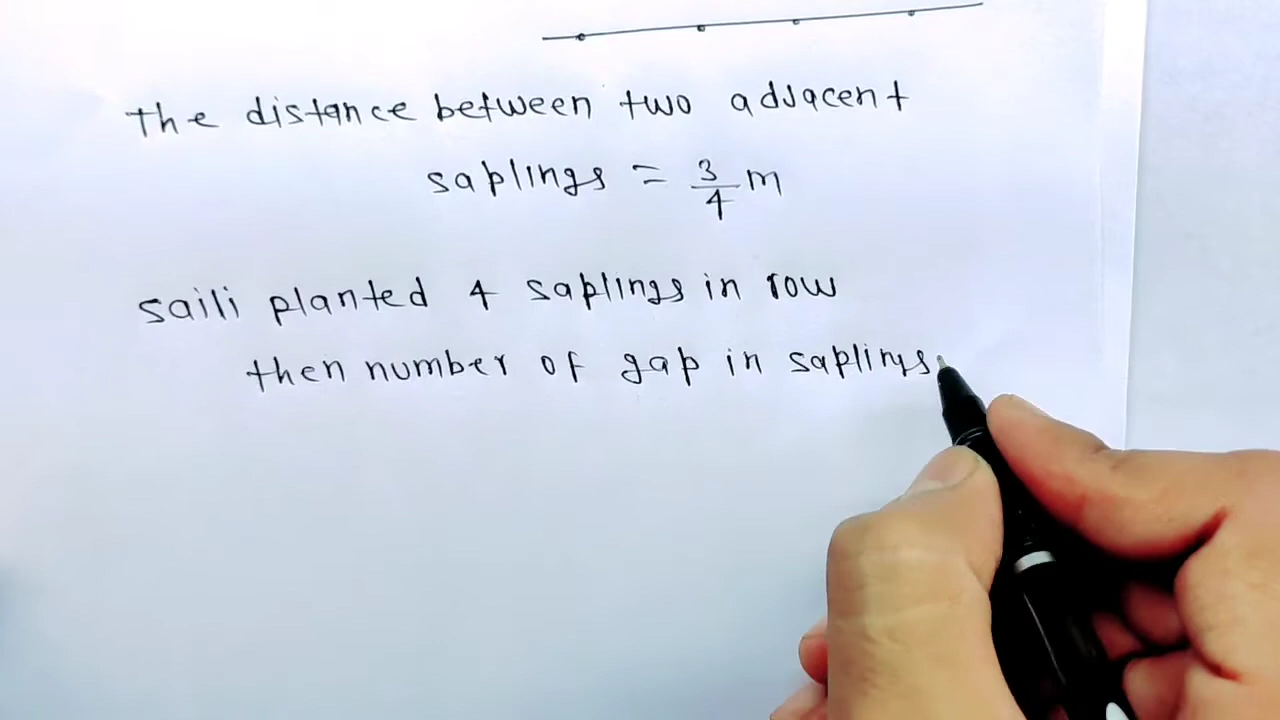 The distance between two adjacent
saplings = 3/4 m
saili planted 4 saplings in row
then number of gap in saplings